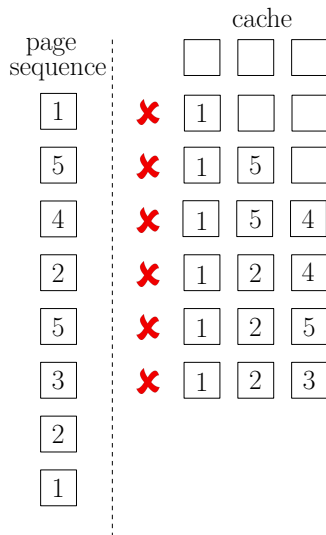 cache
page
sequence
1 ✘ 1
5 ✘ 1 5
4 ✘ 1 5 4
2 ✘ 1 2 4
5 ✘ 1 2 5
3 ✘ 1 2 3
2
1